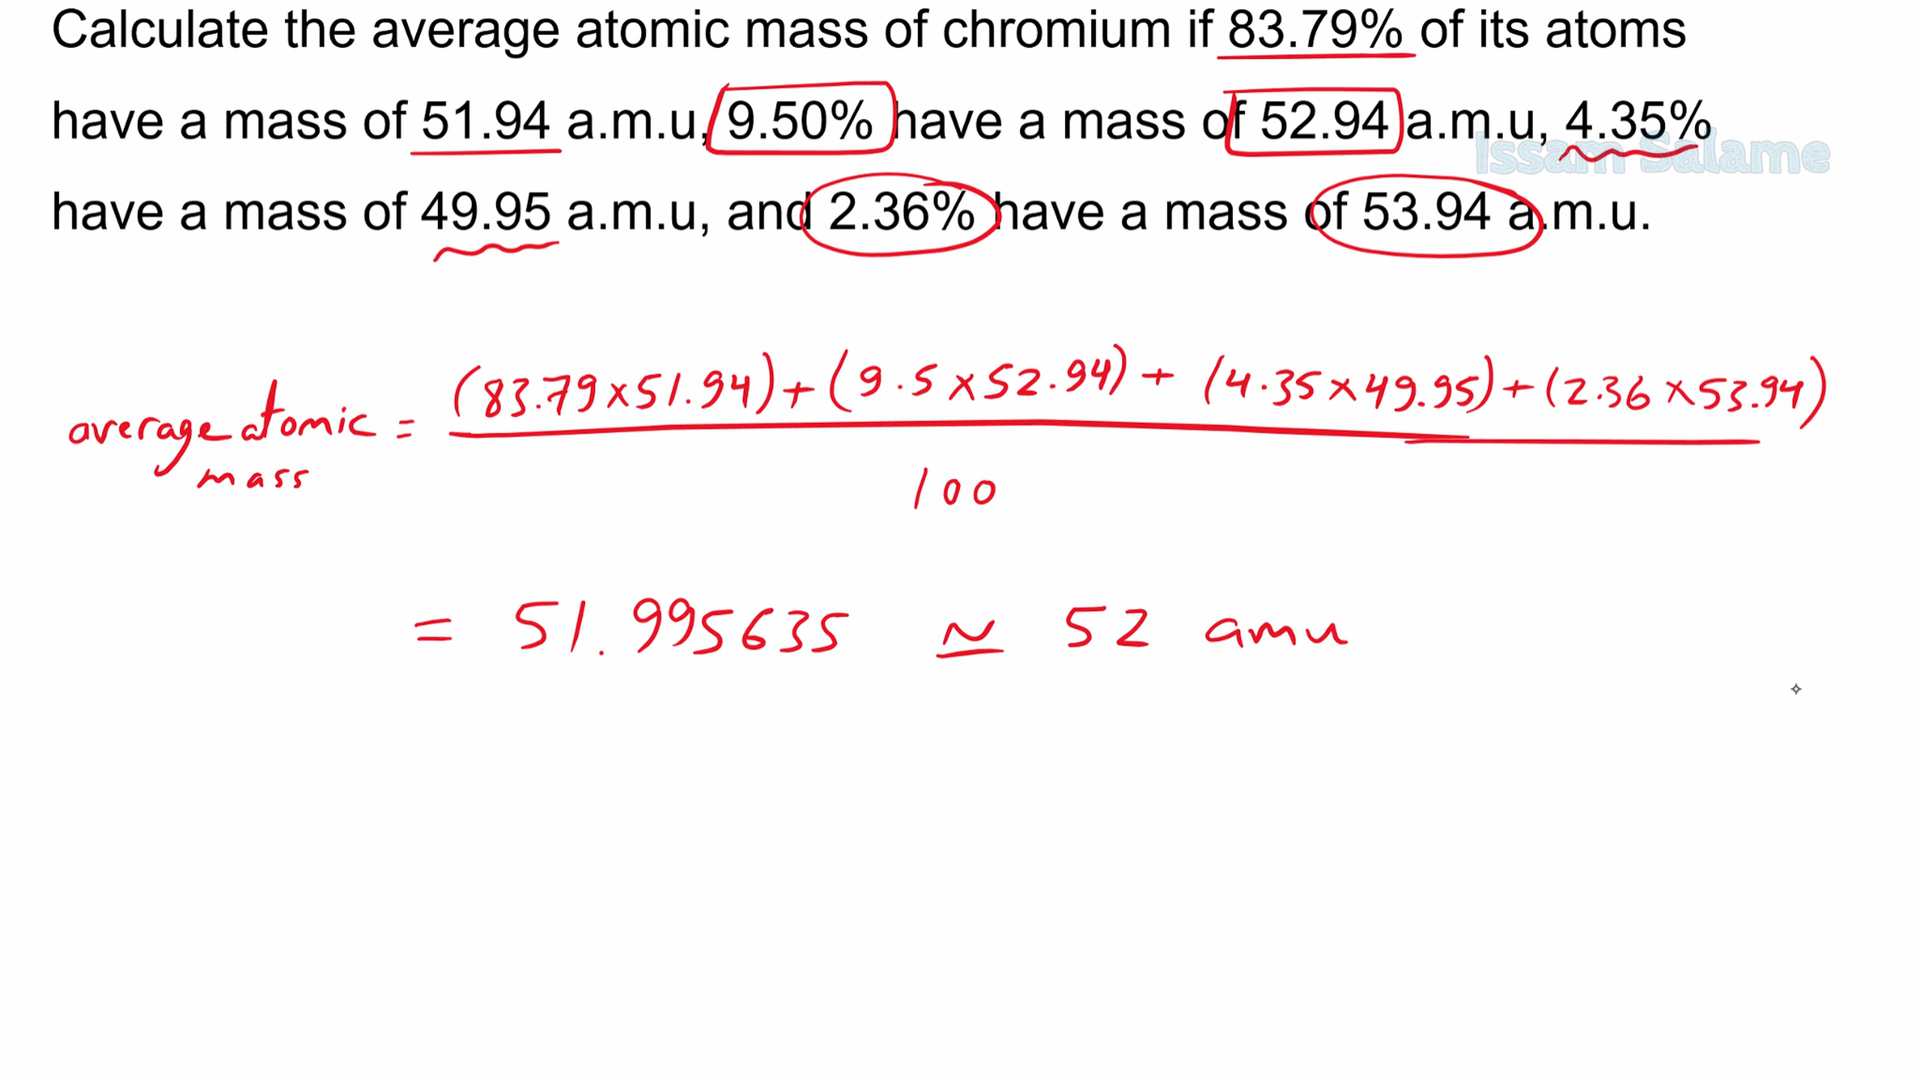 Calculate the average atomic mass of chromium if 83.79% of its atoms
have a mass of 51.94 a.m.u, 9.50% have a mass of 52.94 a.m.u, 4.35%
Issam Salame
have a mass of 49.95 a.m.u, and 2.36% have a mass of 53.94 a.m.u.
average atomic mass = (83.79×51.94)+(9.5×52.94)+(4.35×49.95)+(2.36×53.94)
100
= 51.995635 ≃ 52 amu